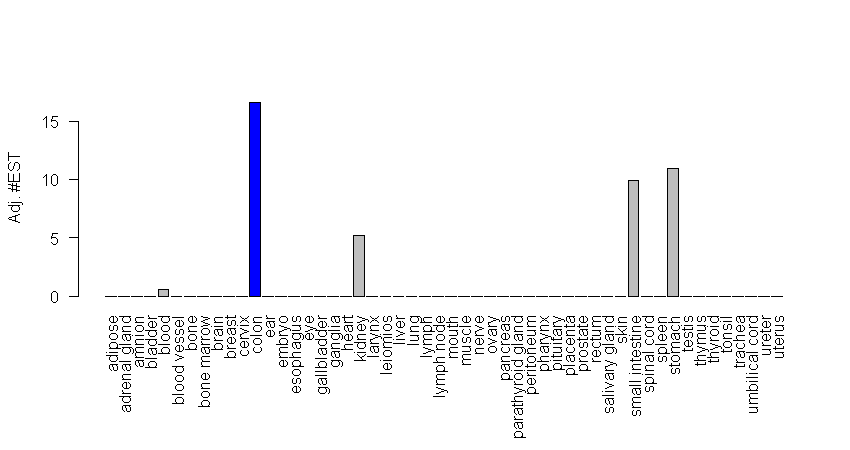 Adj. #EST
15
10
5
0
adipose
adrenal gland
amnion
bladder
blood
blood vessel
bone
bone marrow
brain
breast
cervix
colon
ear
embryo
esophagus
eye
gallbladder
ganglia
heart
kidney
larynx
leiomios
liver
lung
lymph
lymph node
mouth
muscle
nerve
ovary
pancreas
parathyroid gland
peritoneum
pharynx
pituitary
placenta
prostate
rectum
salivary gland
skin
small intestine
spinal cord
spleen
stomach
testis
thymus
thyroid
tonsil
trachea
umbilical cord
ureter
uterus